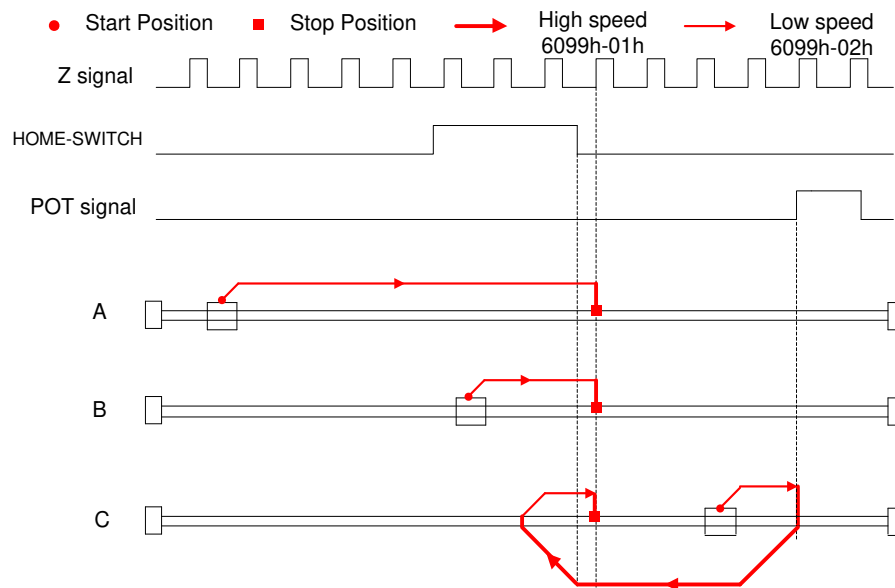 Start Position
Stop Position
High speed
6099h-01h
Low speed
6099h-02h
Z signal
HOME-SWITCH
POT signal
A
B
C